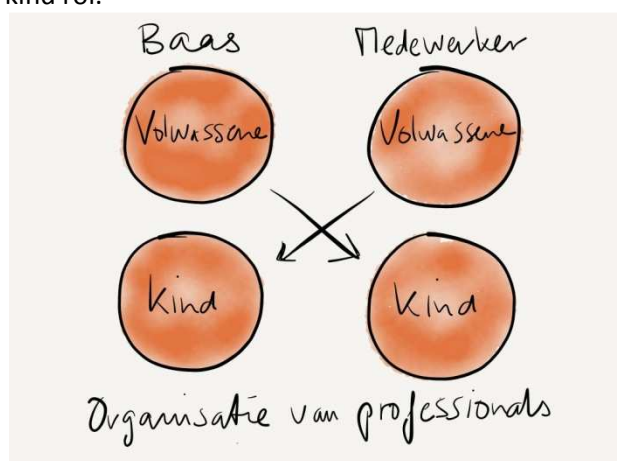 kind rol.
Baas Medewerker
Volwassene Volwassene
Kind Kind
Organisatie van professionals